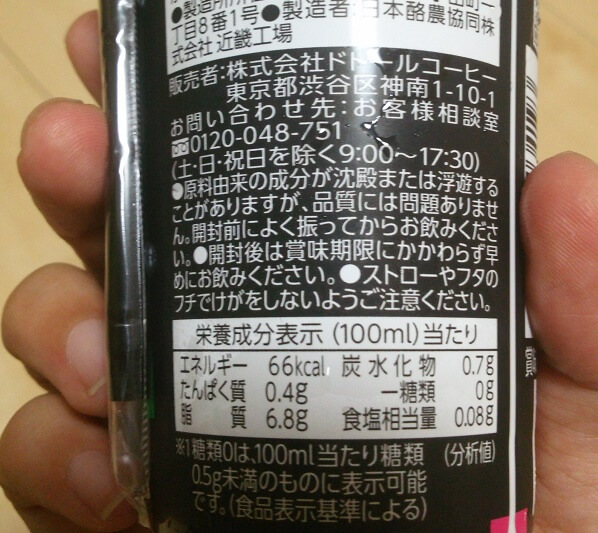 ●製造者:日本酪農協同株
丁目8番1号
式会社 近畿工場
販売者:株式会社ドトールコーヒー
東京都渋谷区神南1-10-1
お問い合わせ先:お客様相談室
0120-048-751
(土・日・祝日を除く9:00〜17:30)
●原料由来の成分が沈殿または浮遊する
ことがありますが、品質には問題ありませ
ん。開封前によく振ってからお飲みくださ
い。●開封後は賞味期限にかかわらず早
めにお飲みください。●ストローやフタの
フチでけがをしないようご注意ください。
栄養成分表示(100ml)当たり
エネルギー 66kcal 炭水化物 0.7g
たんぱく質 0.4g 一糖類 0g
脂質 6.8g 食塩相当量 0.08g
※1糖類0は、100ml当たり糖類 (分析値)
0.5g未満のものに表示可能
です。(食品表示基準による)